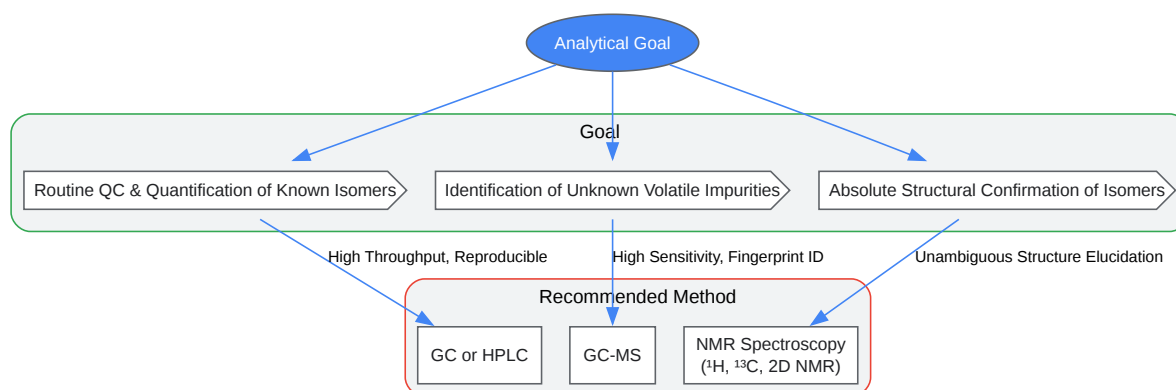 Analytical Goal
Goal
Routine QC & Quantification of Known Isomers
Identification of Unknown Volatile Impurities
Absolute Structural Confirmation of Isomers
High Throughput, Reproducible
High Sensitivity, Fingerprint ID
Unambiguous Structure Elucidation
Recommended Method
GC or HPLC
GC-MS
NMR Spectroscopy
(¹H, ¹³C, 2D NMR)